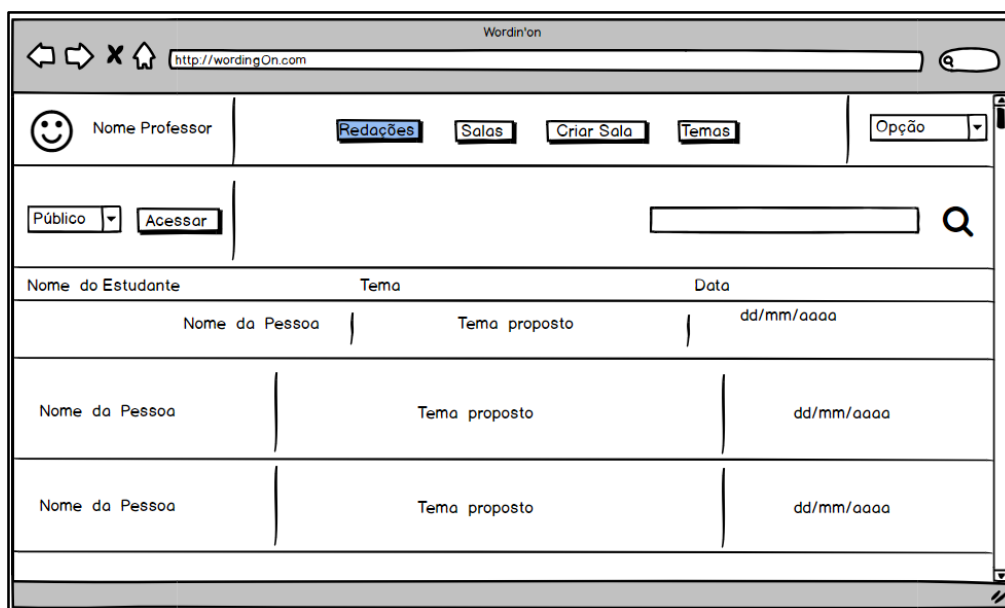 Wordin'on
http://wordingOn.com
Nome Professor Redações Salas Criar Sala Temas Opção
Público Acessar
Nome do Estudante Tema Data
Nome da Pessoa Tema proposto dd/mm/aaaa
Nome da Pessoa Tema proposto dd/mm/aaaa
Nome da Pessoa Tema proposto dd/mm/aaaa